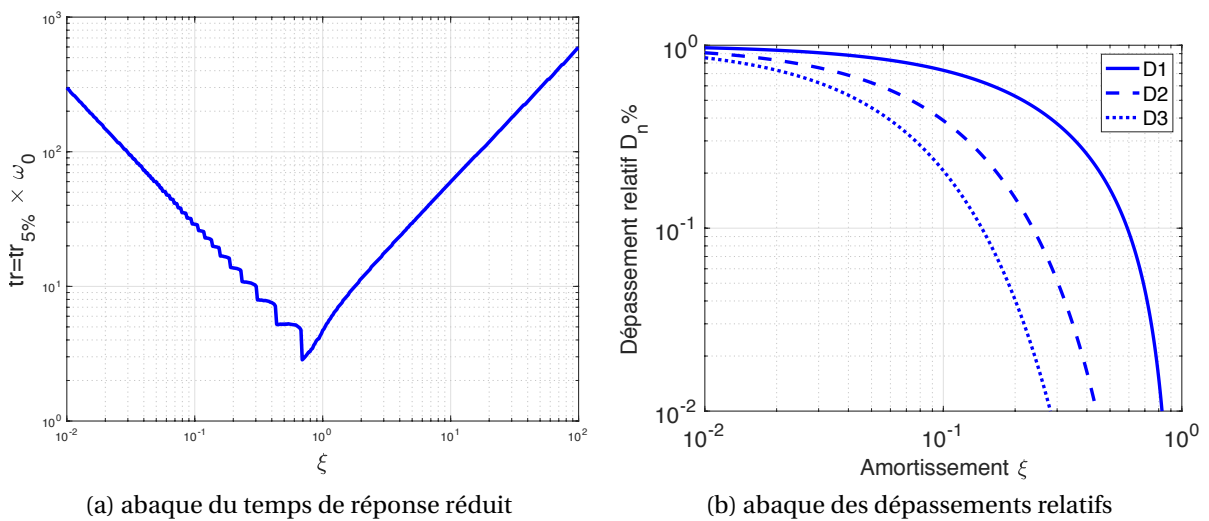 10³
10²
10¹
10⁰
tr=tr₅% × ω₀
10⁻² 10⁻¹ 10⁰ 10¹ 10²
ξ
(a) abaque du temps de réponse réduit
10⁰
10⁻¹
10⁻²
Dépassement relatif Dₙ%
D1
D2
D3
10⁻² 10⁻¹ 10⁰
Amortissement ξ
(b) abaque des dépassements relatifs